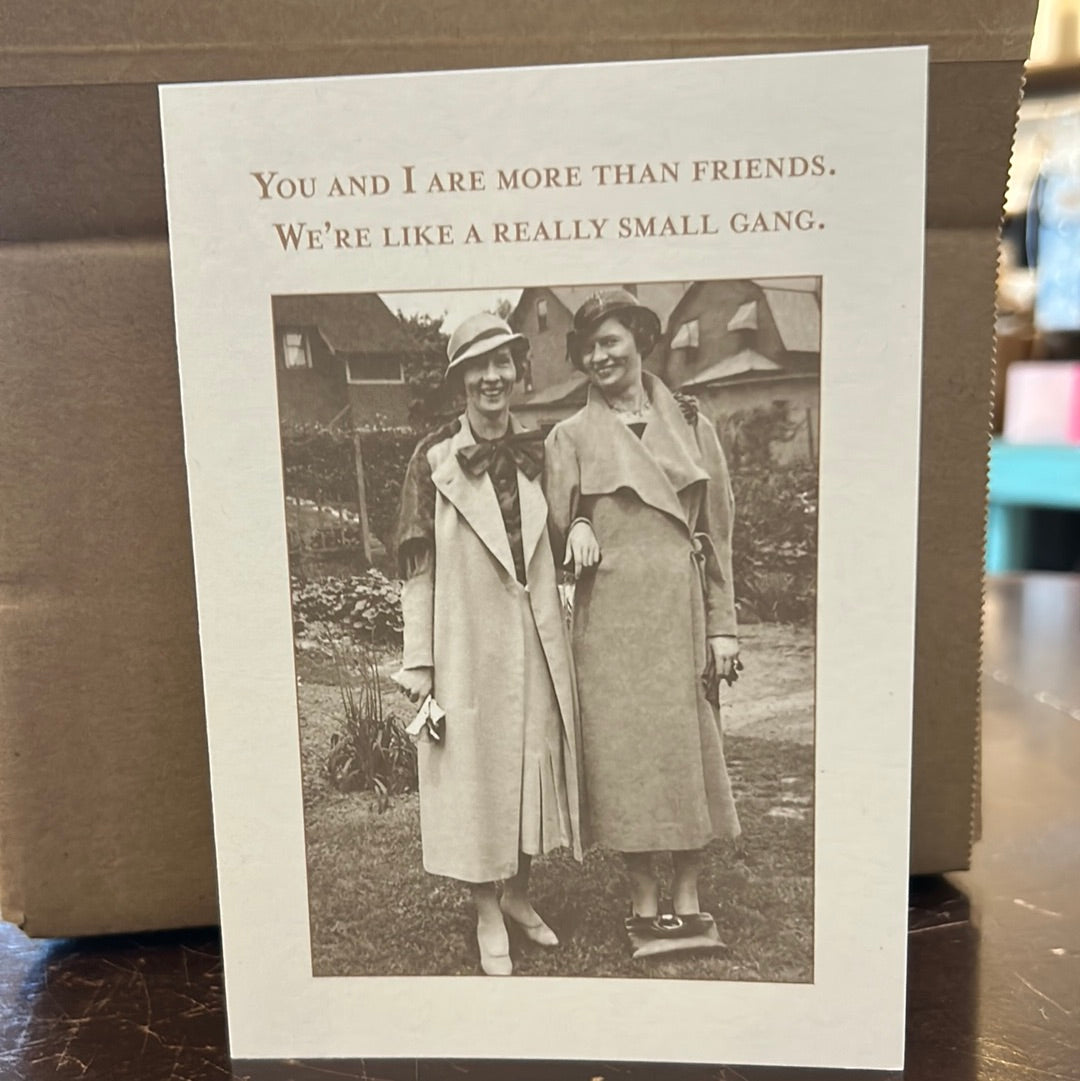 You and I are more than friends.
We're like a really small gang.